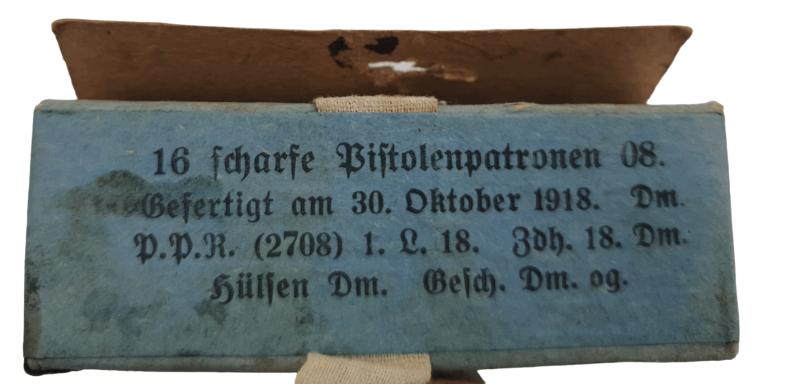 16 scharfe Pistolenpatronen 08.
Gefertigt am 30. Oktober 1918. Dm.
P.P.R. (2708) 1. L. 18. Zdh. 18. Dm.
Hülsen Dm. Gesch. Dm. og.